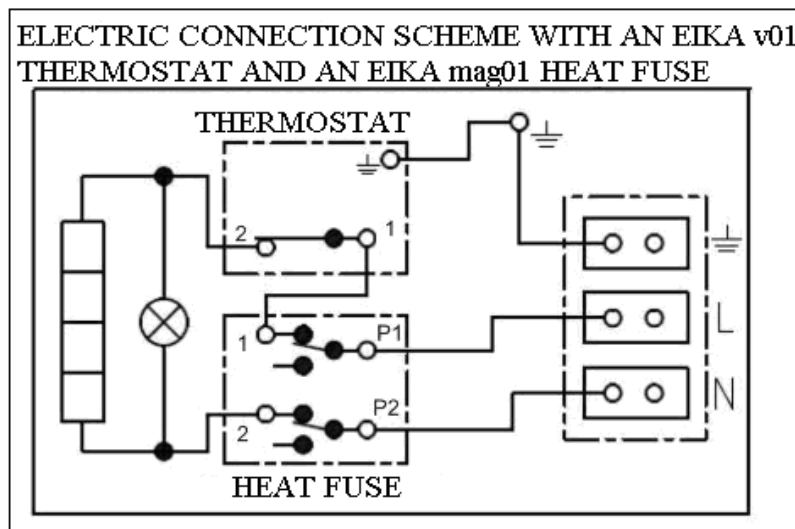 ELECTRIC CONNECTION SCHEME WITH AN EIKA v01
THERMOSTAT AND AN EIKA mag01 HEAT FUSE
THERMOSTAT
2
1
1
P1
L
P2
N
2
HEAT FUSE